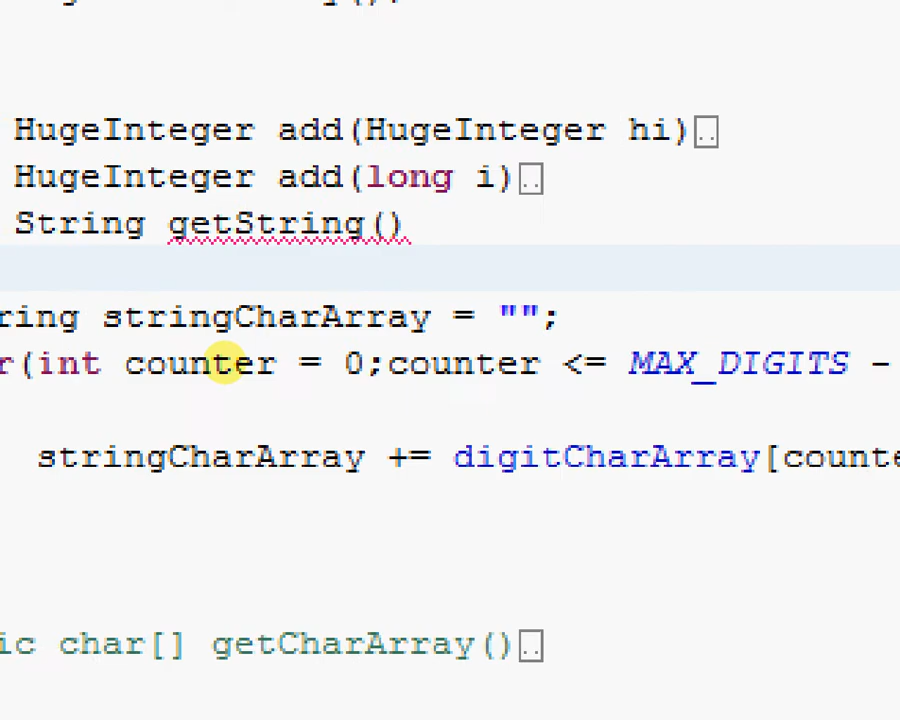 HugeInteger add(HugeInteger hi)
HugeInteger add(long i)
String getString()
ring stringCharArray = "";
r(int counter = 0;counter <= MAX_DIGITS -
stringCharArray += digitCharArray[counte
ic char[] getCharArray()